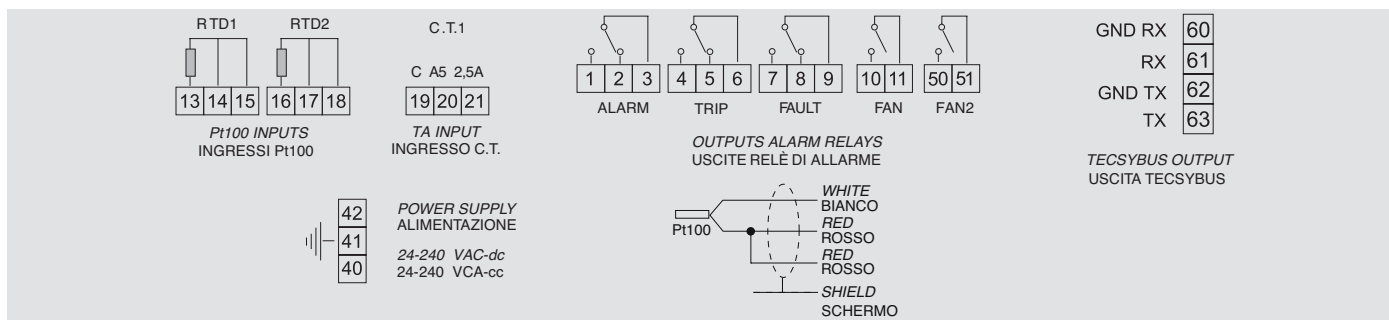 RTD1
RTD2
13 14 15
16 17 18
Pt100 INPUTS
INGRESSI Pt100
C.T.1
C A5 2,5A
19 20 21
TA INPUT
INGRESSO C.T.
1 2 3
4 5 6
7 8 9
10 11
50 51
ALARM
TRIP
FAULT
FAN
FAN2
OUTPUTS ALARM RELAYS
USCITE RELÈ DI ALLARME
GND RX 60
RX 61
GND TX 62
TX 63
TECSYBUS OUTPUT
USCITA TECSYBUS
42
41
40
POWER SUPPLY
ALIMENTAZIONE
24-240 VAC-dc
24-240 VCA-cc
Pt100
WHITE
BIANCO
RED
ROSSO
RED
ROSSO
SHIELD
SCHERMO